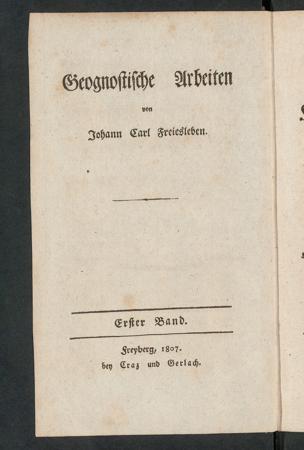 Geognostische Arbeiten
von
Johann Carl Freiesleben.
Erster Band.
Freyberg, 1807.
bey Craz und Gerlach.